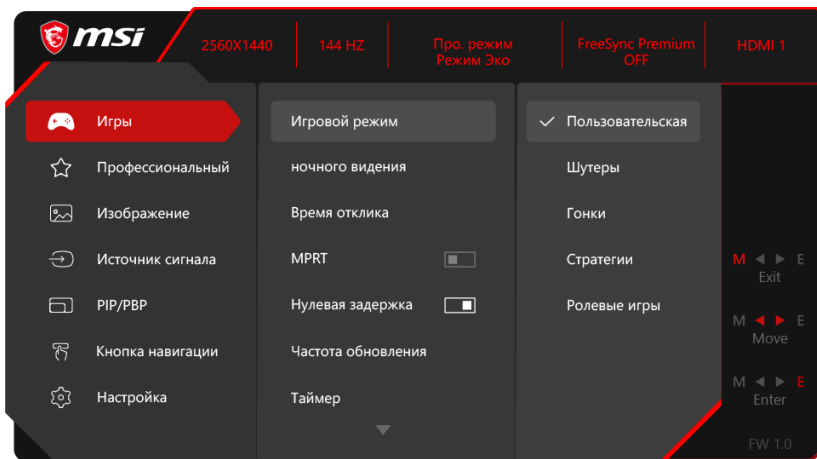 msi
2560X1440
144 HZ
Про. режим
Режим Эко
FreeSync Premium
OFF
HDMI 1
Игры
Профессиональный
Изображение
Источник сигнала
PIP/PBP
Кнопка навигации
Настройка
Игровой режим
ночного видения
Время отклика
MPRT
Нулевая задержка
Частота обновления
Таймер
Пользовательская
Шутеры
Гонки
Стратегии
Ролевые игры
M ◀ ▶ E
Exit
M ◀ ▶ E
Move
M ◀ ▶ E
Enter
FW 1.0